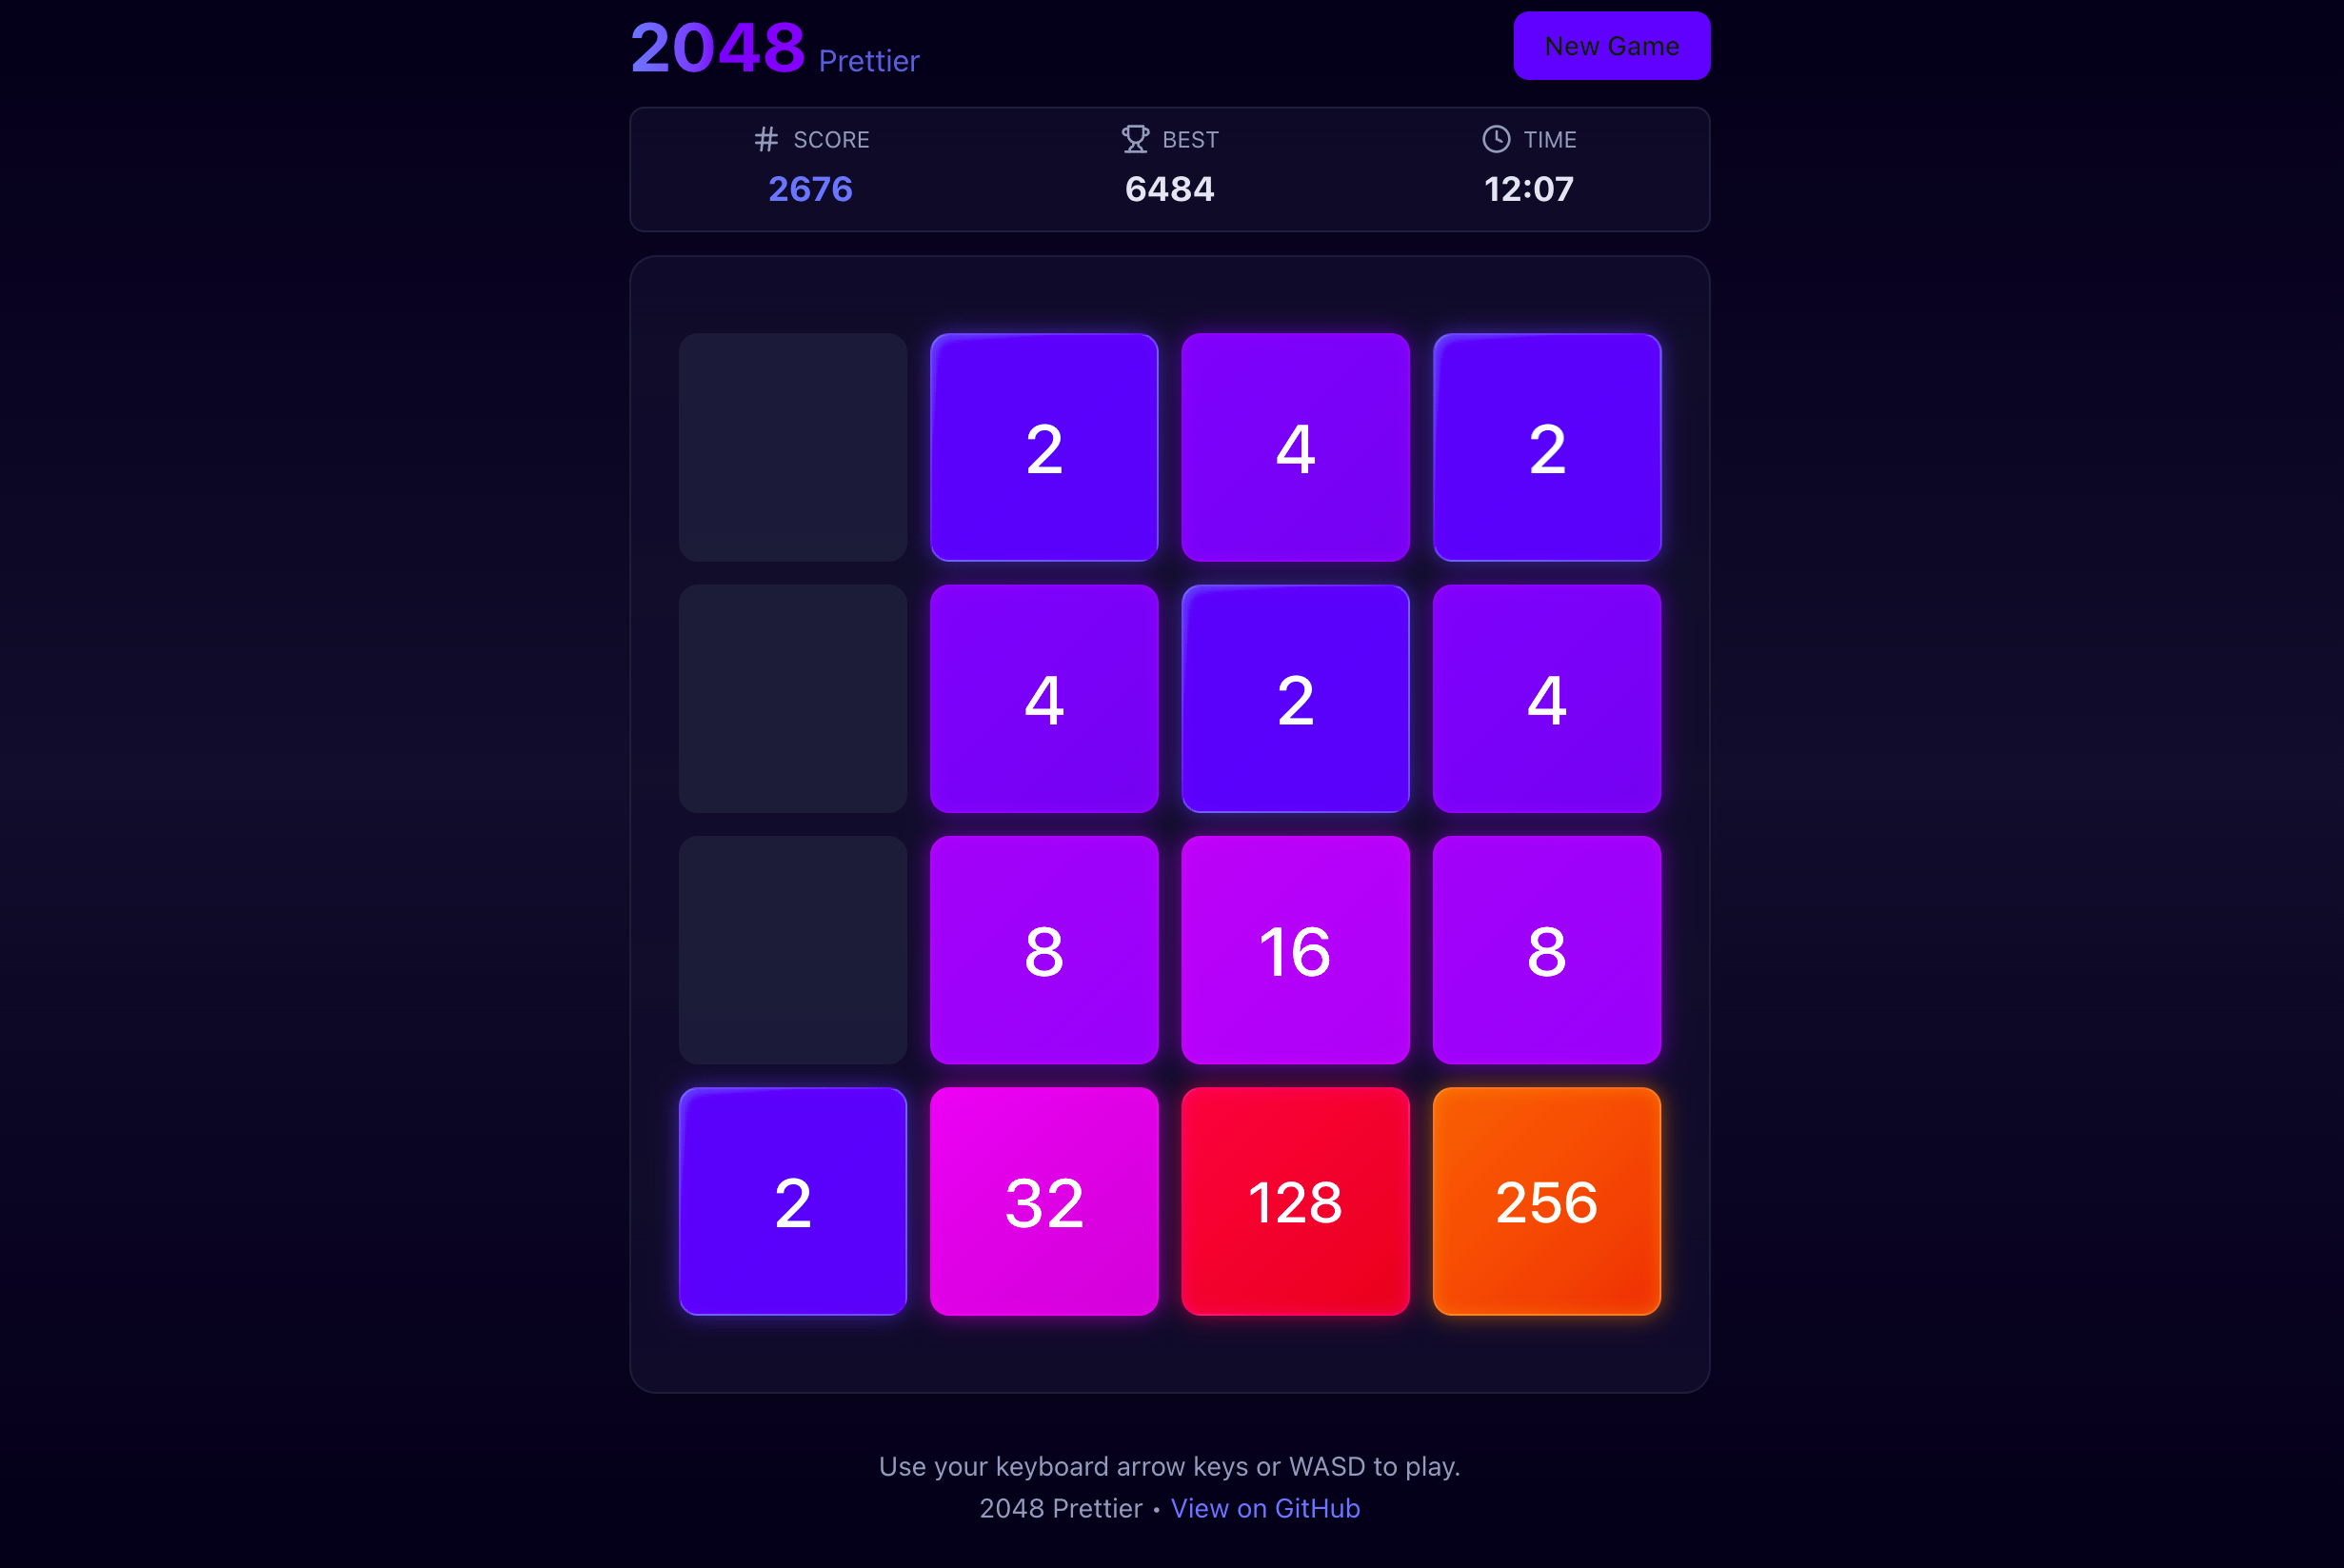 2048 Prettier
New Game
SCORE
2676
BEST
6484
TIME
12:07
2 4 2
4 2 4
8 16 8
2 32 128 256
Use your keyboard arrow keys or WASD to play.
2048 Prettier • View on GitHub